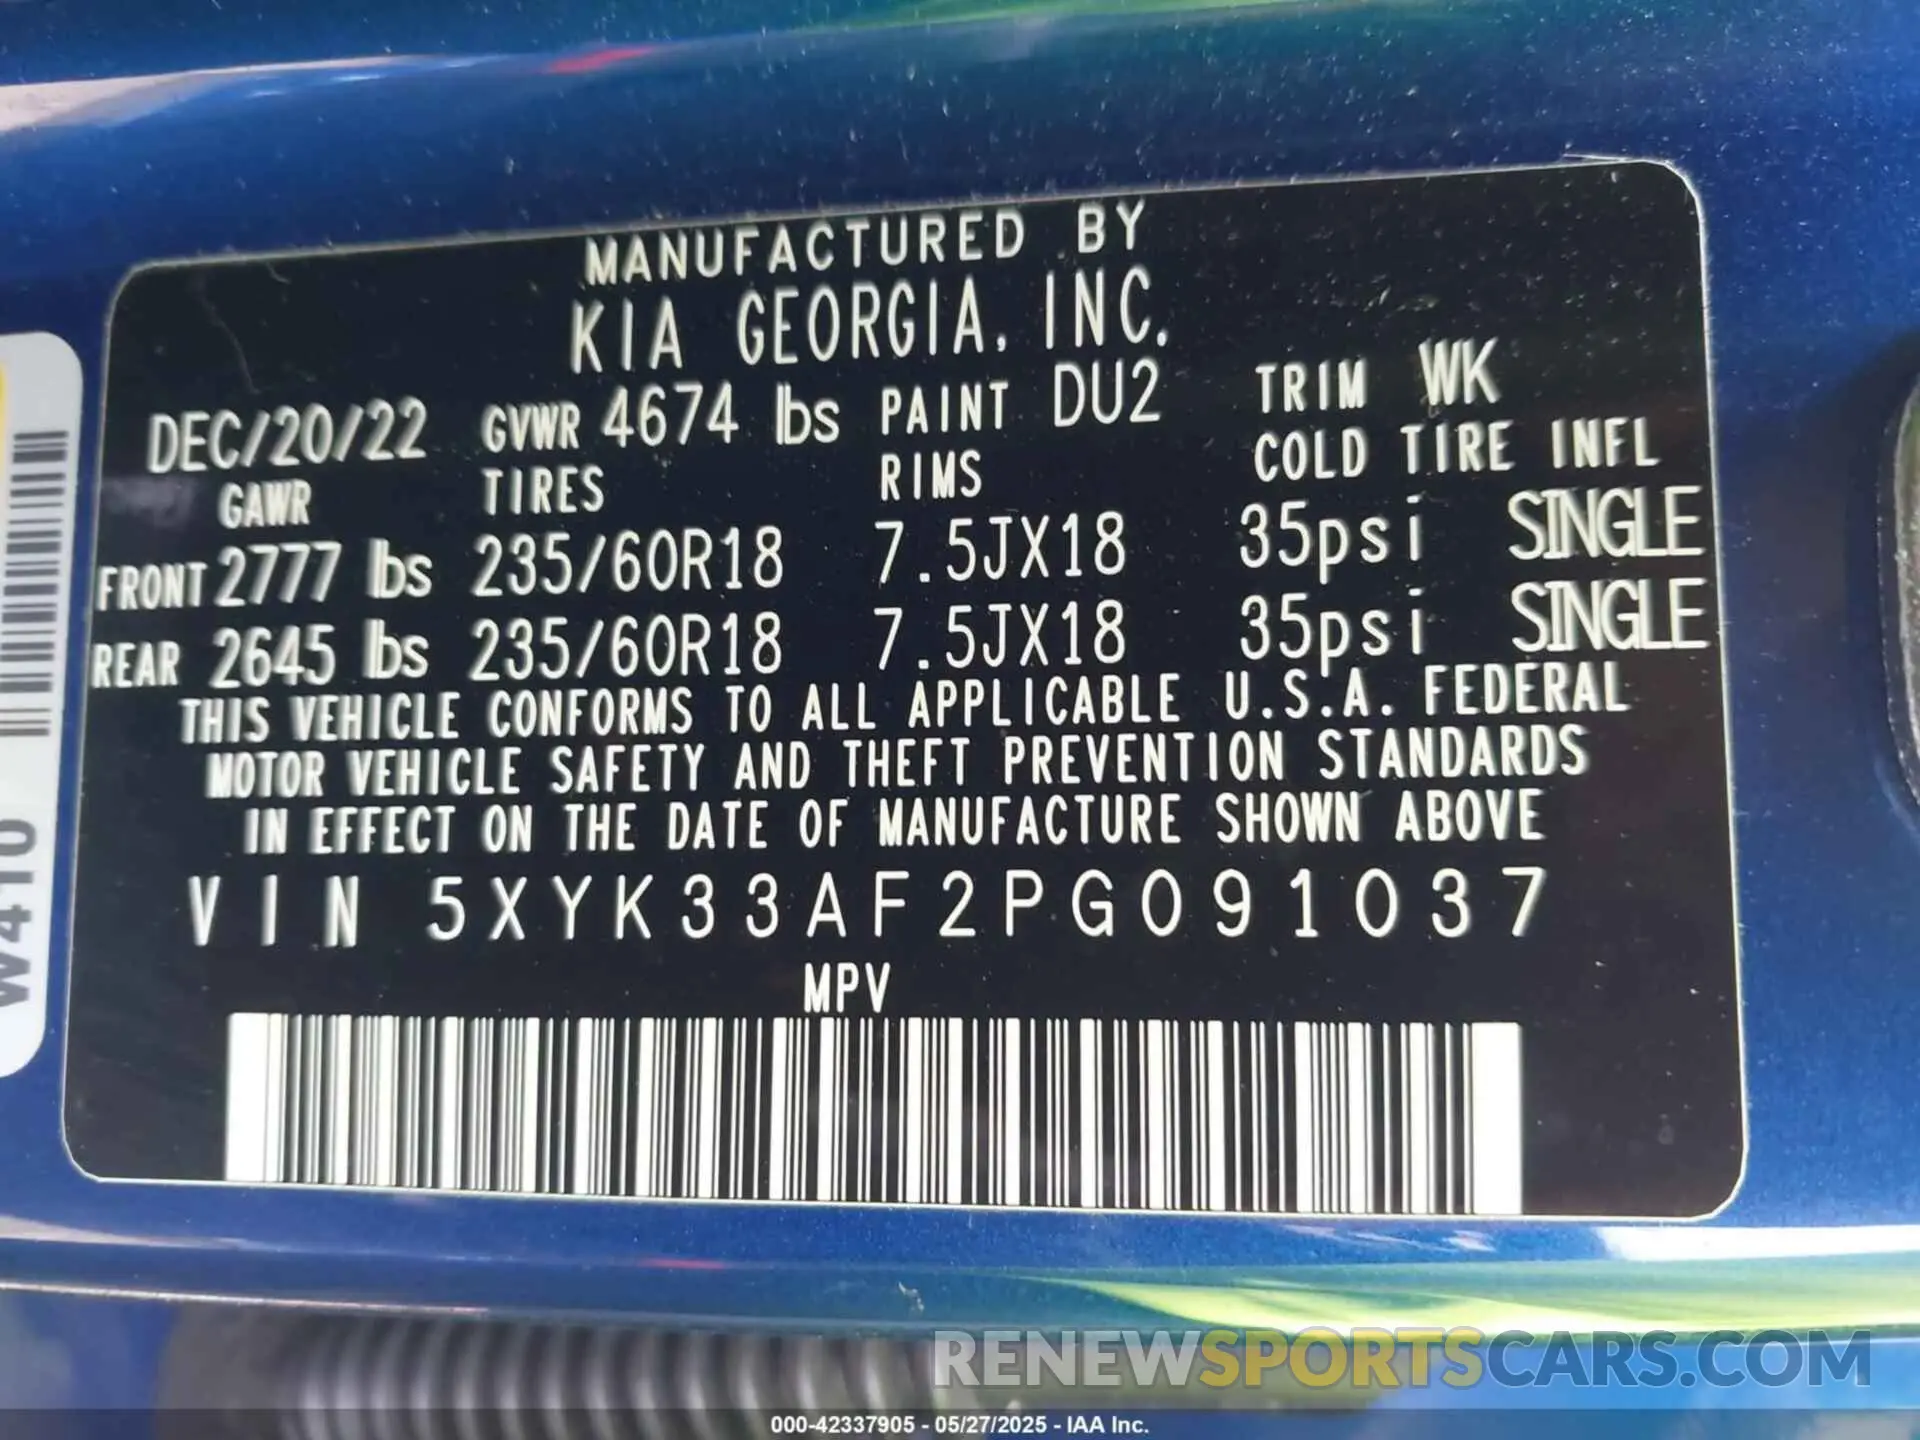 MANUFACTURED BY
KIA GEORGIA, INC.
DEC/20/22 GVWR 4674 lbs PAINT DU2 TRIM WK
GAWR TIRES RIMS COLD TIRE INFL
FRONT 2777 lbs 235/60R18 7.5JX18 35psi SINGLE
REAR 2645 lbs 235/60R18 7.5JX18 35psi SINGLE
THIS VEHICLE CONFORMS TO ALL APPLICABLE U.S.A. FEDERAL
MOTOR VEHICLE SAFETY AND THEFT PREVENTION STANDARDS
IN EFFECT ON THE DATE OF MANUFACTURE SHOWN ABOVE
VIN 5XYK33AF2PG091037
MPV
W410
RENEWSPORTSCARS.COM
000-42337905 - 05/27/2025 - IAA Inc.